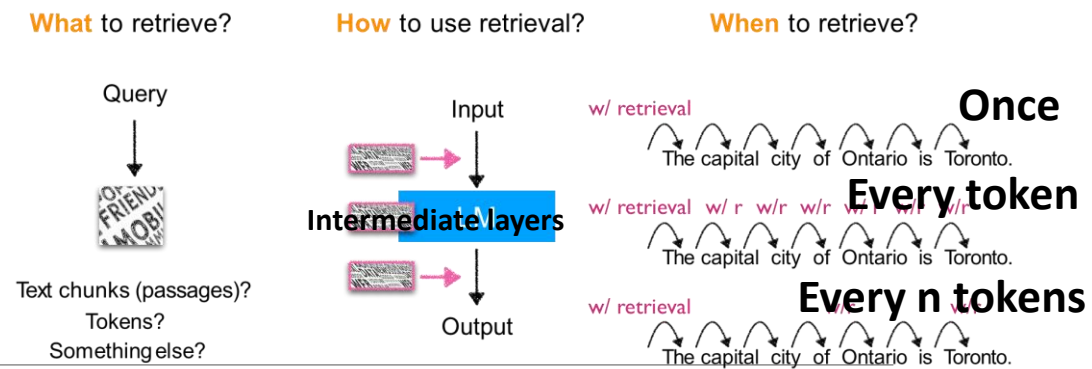 What to retrieve?
Query
Text chunks (passages)?
Tokens?
Something else?
How to use retrieval?
Input
Intermediate layers
LM
Output
When to retrieve?
w/ retrieval
Once
The capital city of Ontario is Toronto.
w/ retrieval w/ r w/r w/r w/r w/r w/r
Every token
The capital city of Ontario is Toronto.
w/ retrieval w/r w/r
Every n tokens
The capital city of Ontario is Toronto.